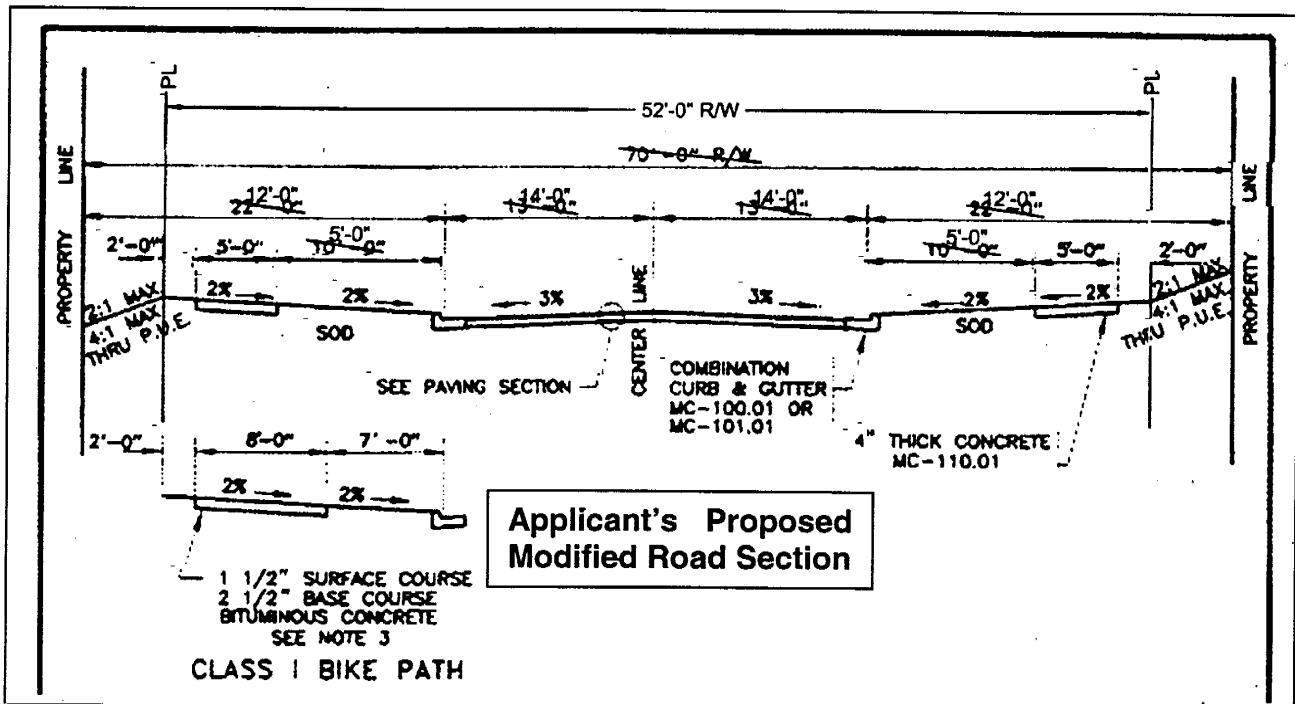 PL
PL
52'-0" R/W
70'-0" R/W
PROPERTY LINE
PROPERTY LINE
12'-0"
22'-0"
14'-0"
14'-0"
12'-0"
22'-0"
2'-0"
5'-0"
5'-0"
10'-0"
5'-0"
10'-0"
5'-0"
2'-0"
2:1 MAX
4:1 MAX
THRU P.U.E.
2%
2%
3%
3%
2%
2%
2:1 MAX
4:1 MAX
THRU P.U.E.
SOD
SOD
CENTER LINE
SEE PAVING SECTION
COMBINATION
CURB & GUTTER
MC-100.01 OR
MC-101.01
4" THICK CONCRETE
MC-110.01
2'-0"
8'-0"
7'-0"
2%
2%
Applicant's Proposed
Modified Road Section
1 1/2" SURFACE COURSE
2 1/2" BASE COURSE
BITUMINOUS CONCRETE
SEE NOTE 3
CLASS I BIKE PATH